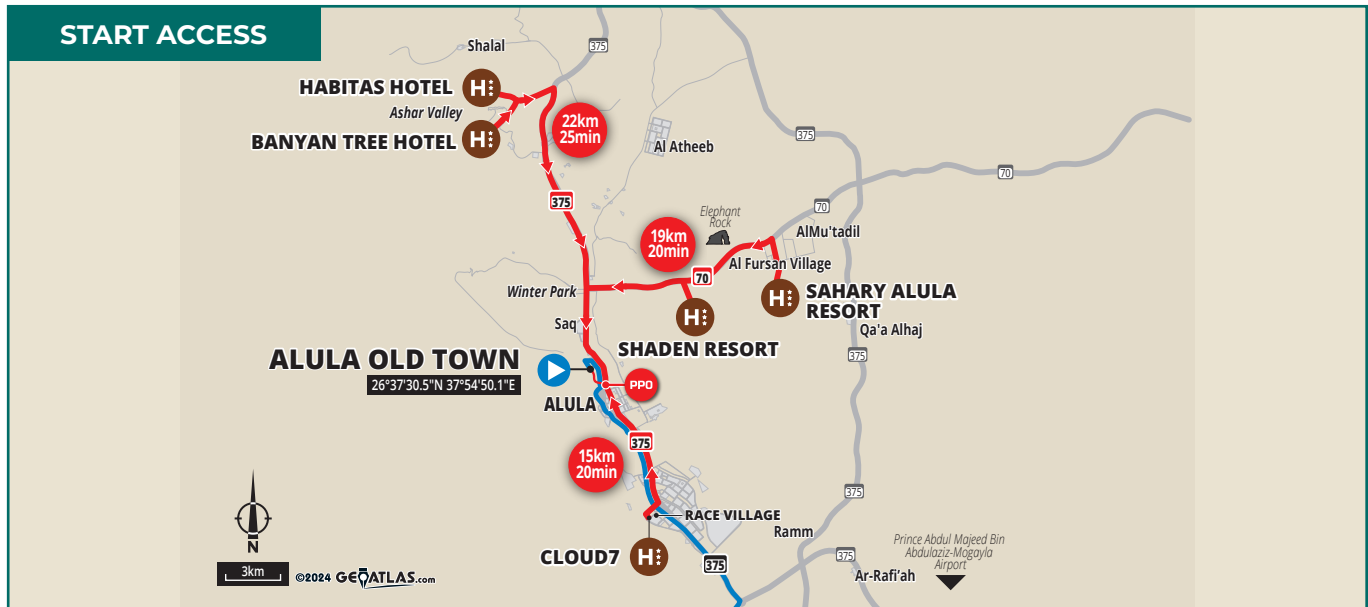 START ACCESS
Shalal
375
HABITAS HOTEL
H
Ashar Valley
BANYAN TREE HOTEL
H
22km
25min
375
Al Atheeb
375
70
70
Elephant
Rock
AlMu'tadil
19km
20min
Al Fursan Village
70
Winter Park
H
SAHARY ALULA
RESORT
Saq
H
SHADEN RESORT
Qa'a Alhaj
375
ALULA OLD TOWN
26°37'30.5"N 37°54'50.1"E
PPO
ALULA
375
15km
20min
375
RACE VILLAGE
Ramm
CLOUD7
H
375
375
Prince Abdul Majeed Bin
Abdulaziz-Mogayla
Airport
Ar-Rafi'ah
N
3km
©2024 GEOATLAS.com